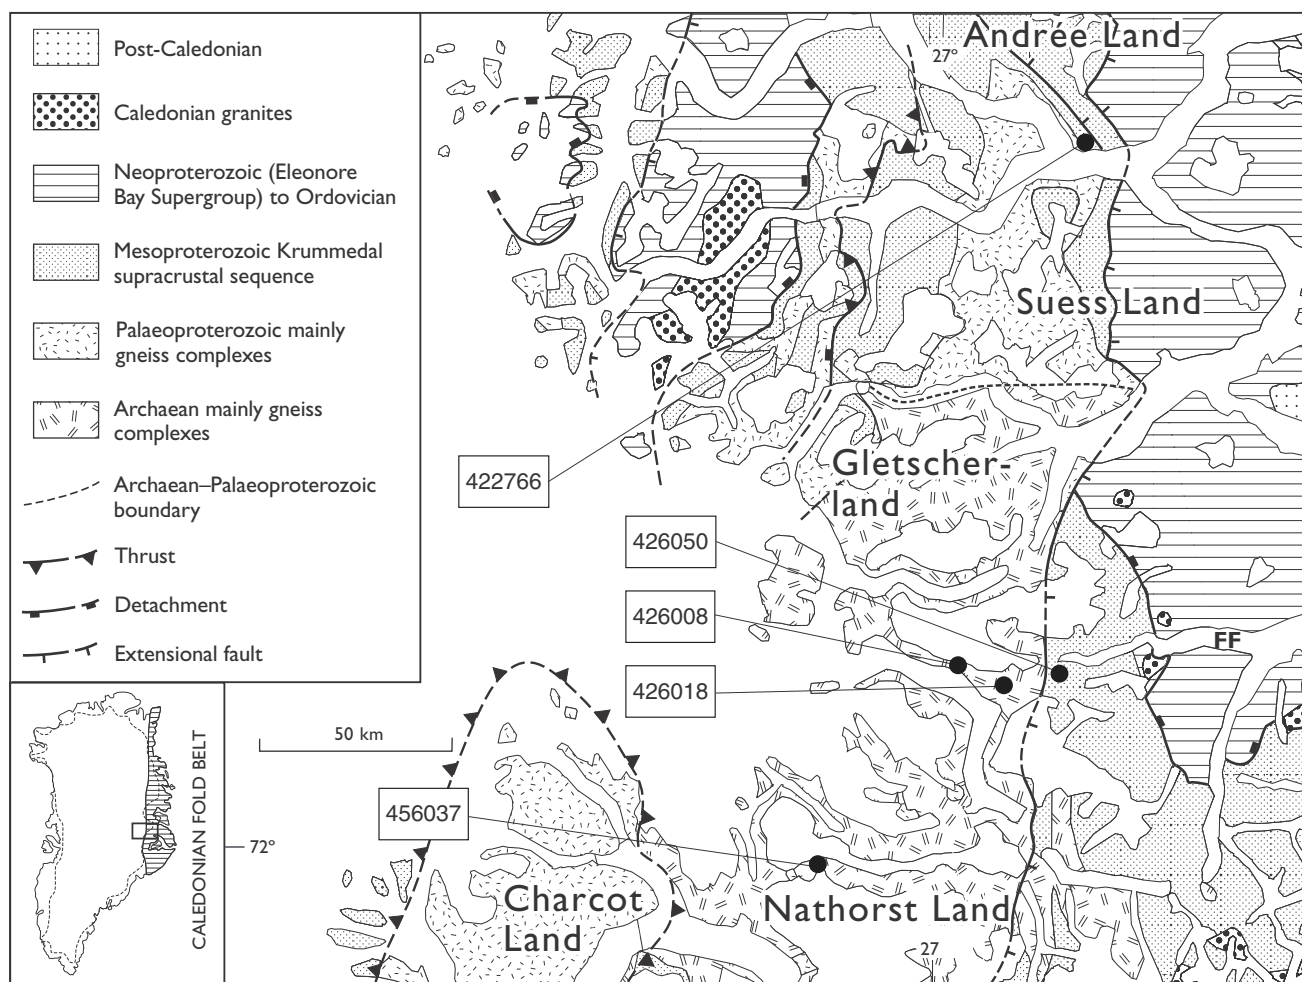 Post-Caledonian
Caledonian granites
Neoproterozoic (Eleonore
Bay Supergroup) to Ordovician
Mesoproterozoic Krummedal
supracrustal sequence
Palaeoproterozoic mainly
gneiss complexes
Archaean mainly gneiss
complexes
Archaean–Palaeoproterozoic
boundary
Thrust
Detachment
Extensional fault
CALEDONIAN FOLD BELT
50 km
72°
27°
Andrée Land
Suess Land
Gletscher-
land
422766
426050
426008
426018
456037
FF
Charcot
Land
Nathorst Land
27